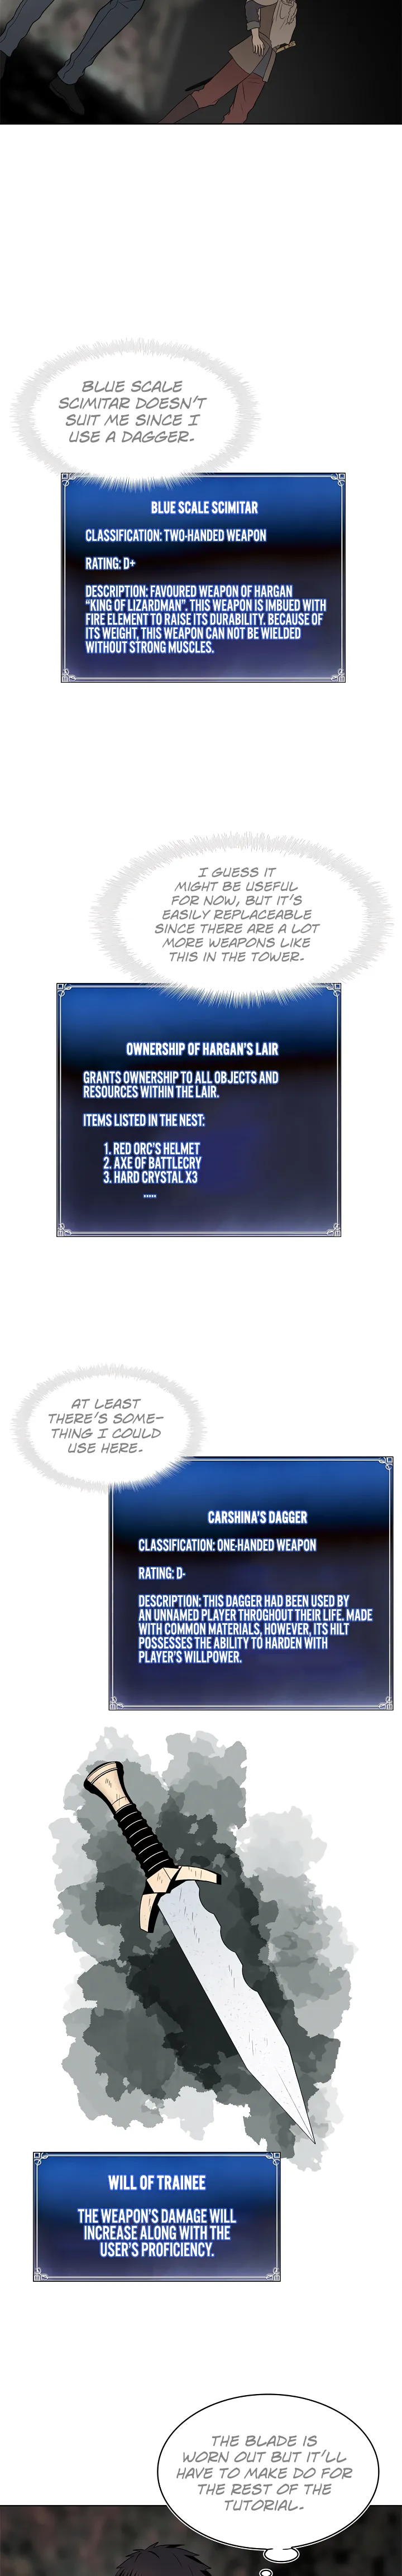 BLUE SCALE
SCIMITAR DOESN'T
SUIT ME SINCE I
USE A DAGGER.
BLUE SCALE SCIMITAR
CLASSIFICATION: TWO-HANDED WEAPON
RATING: D+
DESCRIPTION: FAVOURED WEAPON OF HARGAN
"KING OF LIZARDMAN". THIS WEAPON IS IMBUED WITH
FIRE ELEMENT TO RAISE ITS DURABILITY. BECAUSE OF
ITS WEIGHT, THIS WEAPON CAN NOT BE WIELDED
WITHOUT STRONG MUSCLES.
I GUESS IT
MIGHT BE USEFUL
FOR NOW, BUT IT'S
EASILY REPLACEABLE
SINCE THERE ARE A LOT
MORE WEAPONS LIKE
THIS IN THE TOWER.
OWNERSHIP OF HARGAN'S LAIR
GRANTS OWNERSHIP TO ALL OBJECTS AND
RESOURCES WITHIN THE LAIR.
ITEMS LISTED IN THE NEST:
1. RED ORC'S HELMET
2. AXE OF BATTLECRY
3. HARD CRYSTAL X3
.....
AT LEAST
THERE'S SOME-
THING I COULD
USE HERE.
CARSHINA'S DAGGER
CLASSIFICATION: ONE-HANDED WEAPON
RATING: D-
DESCRIPTION: THIS DAGGER HAD BEEN USED BY
AN UNNAMED PLAYER THROGHOUT THEIR LIFE. MADE
WITH COMMON MATERIALS, HOWEVER, ITS HILT
POSSESSES THE ABILITY TO HARDEN WITH
PLAYER'S WILLPOWER.
WILL OF TRAINEE
THE WEAPON'S DAMAGE WILL
INCREASE ALONG WITH THE
USER'S PROFICIENCY.
THE BLADE IS
WORN OUT BUT IT'LL
HAVE TO MAKE DO FOR
THE REST OF THE
TUTORIAL.